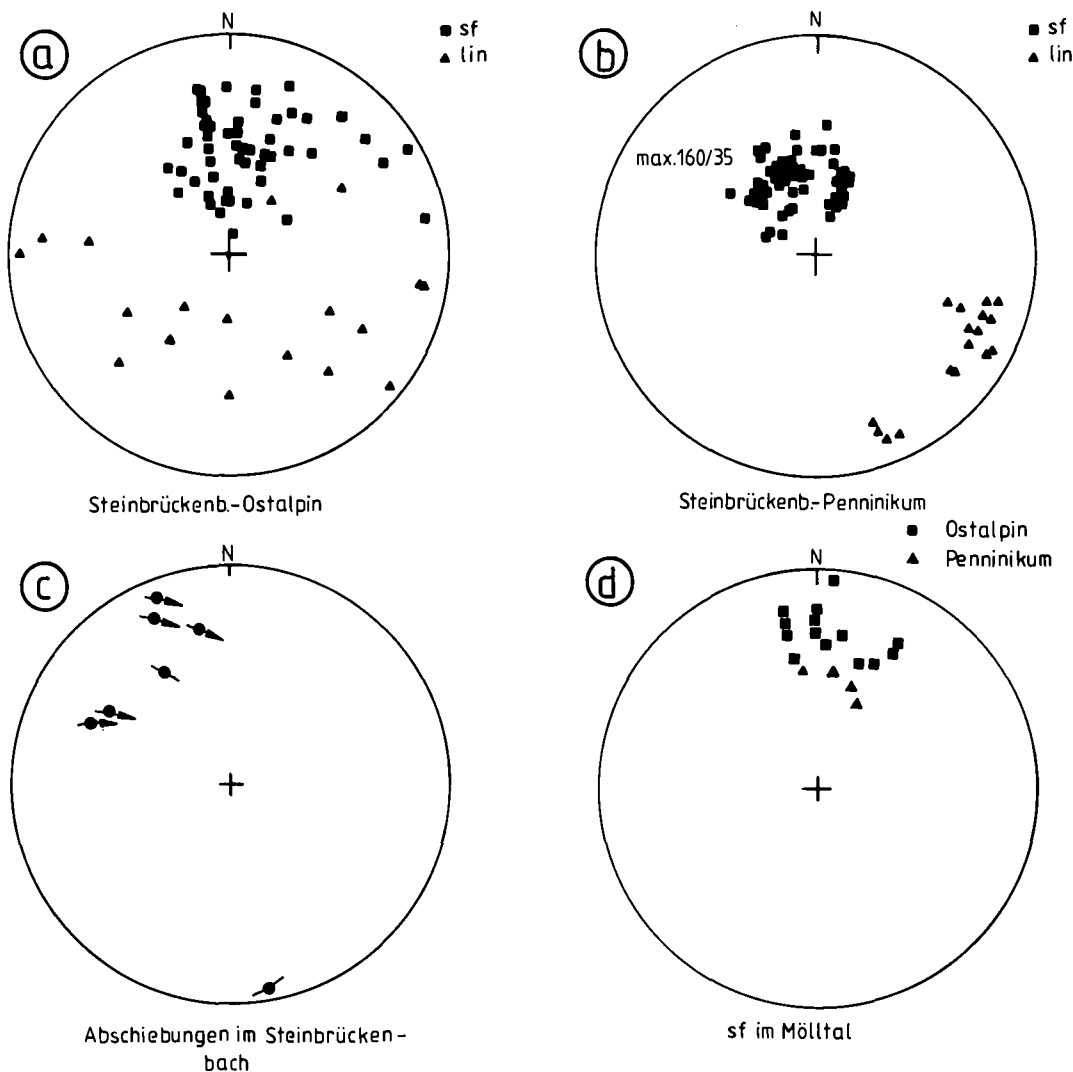 a
N
sf
lin
b
N
sf
lin
max.160/35
Steinbrückenb.-Ostalpin
Steinbrückenb.-Penninikum
c
N
d
N
Ostalpin
Penninikum
Abschiebungen im Steinbrücken-
bach
sf im Mölltal